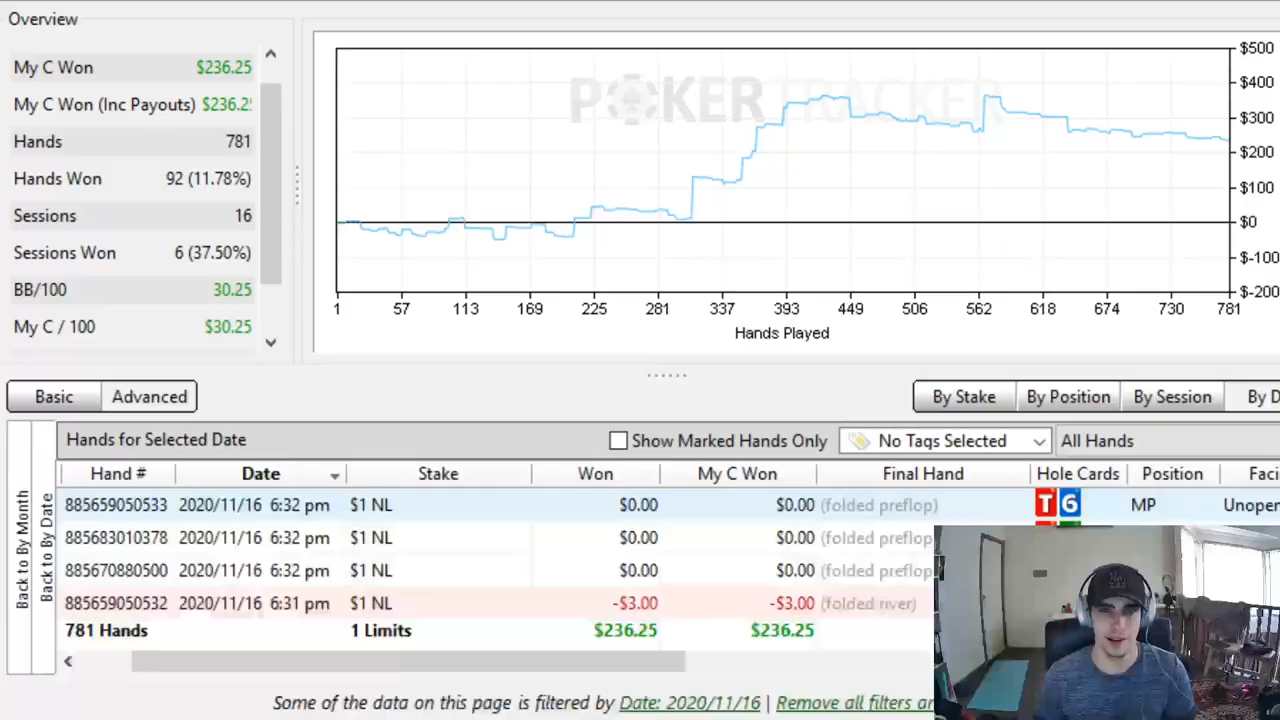 Overview
My C Won $236.25
My C Won (Inc Payouts) $236.2
Hands 781
Hands Won 92 (11.78%)
Sessions 16
Sessions Won 6 (37.50%)
BB/100 30.25
My C / 100 $30.25
POKERTRACKER
$500
$400
$300
$200
$100
$0
$-100
$-200
1 57 113 169 225 281 337 393 449 506 562 618 674 730 781
Hands Played
Basic Advanced
By Stake By Position By Session By D
Back to By Month
Back to By Date
Hands for Selected Date Show Marked Hands Only No Tags Selected All Hands
Hand # Date Stake Won My C Won Final Hand Hole Cards Position Faci
885659050533 2020/11/16 6:32 pm $1 NL $0.00 $0.00 (folded preflop) T 6 MP Unopen
885683010378 2020/11/16 6:32 pm $1 NL $0.00 $0.00 (folded preflop
885670880500 2020/11/16 6:32 pm $1 NL $0.00 $0.00 (folded preflop
885659050532 2020/11/16 6:31 pm $1 NL -$3.00 -$3.00 (folded river)
781 Hands 1 Limits $236.25 $236.25
Some of the data on this page is filtered by Date: 2020/11/16 | Remove all filters ar